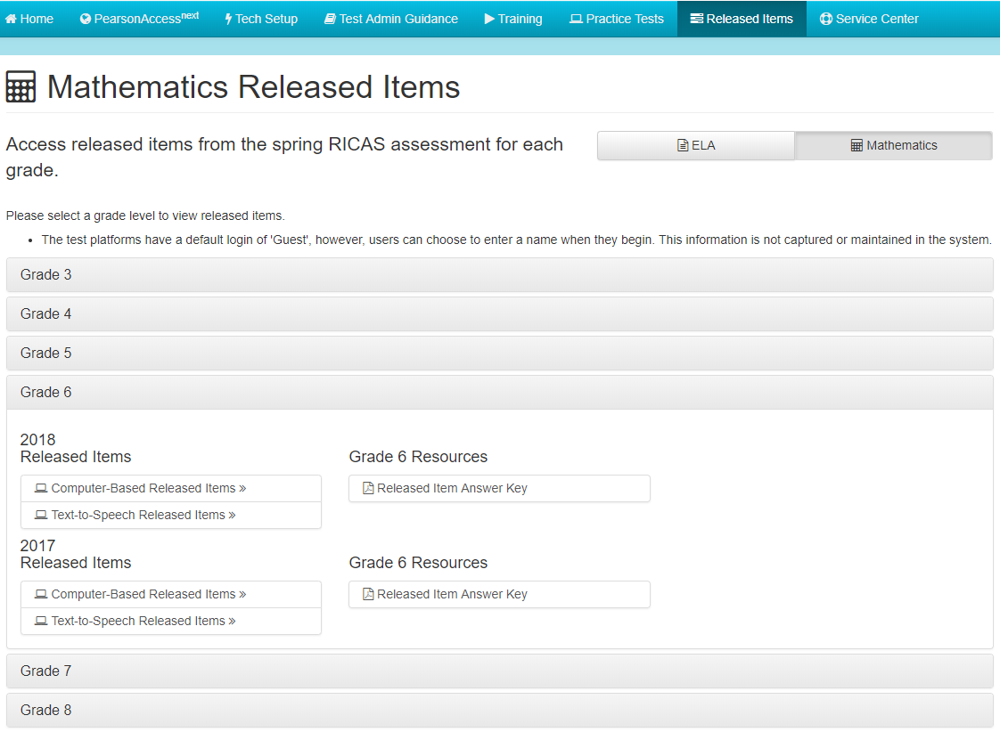 Home PearsonAccessnext Tech Setup Test Admin Guidance Training Practice Tests Released Items Service Center
Mathematics Released Items
Access released items from the spring RICAS assessment for each
grade.
ELA Mathematics
Please select a grade level to view released items.
• The test platforms have a default login of 'Guest', however, users can choose to enter a name when they begin. This information is not captured or maintained in the system.
Grade 3
Grade 4
Grade 5
Grade 6
2018
Released Items
Computer-Based Released Items »
Text-to-Speech Released Items »
Grade 6 Resources
Released Item Answer Key
2017
Released Items
Computer-Based Released Items »
Text-to-Speech Released Items »
Grade 6 Resources
Released Item Answer Key
Grade 7
Grade 8